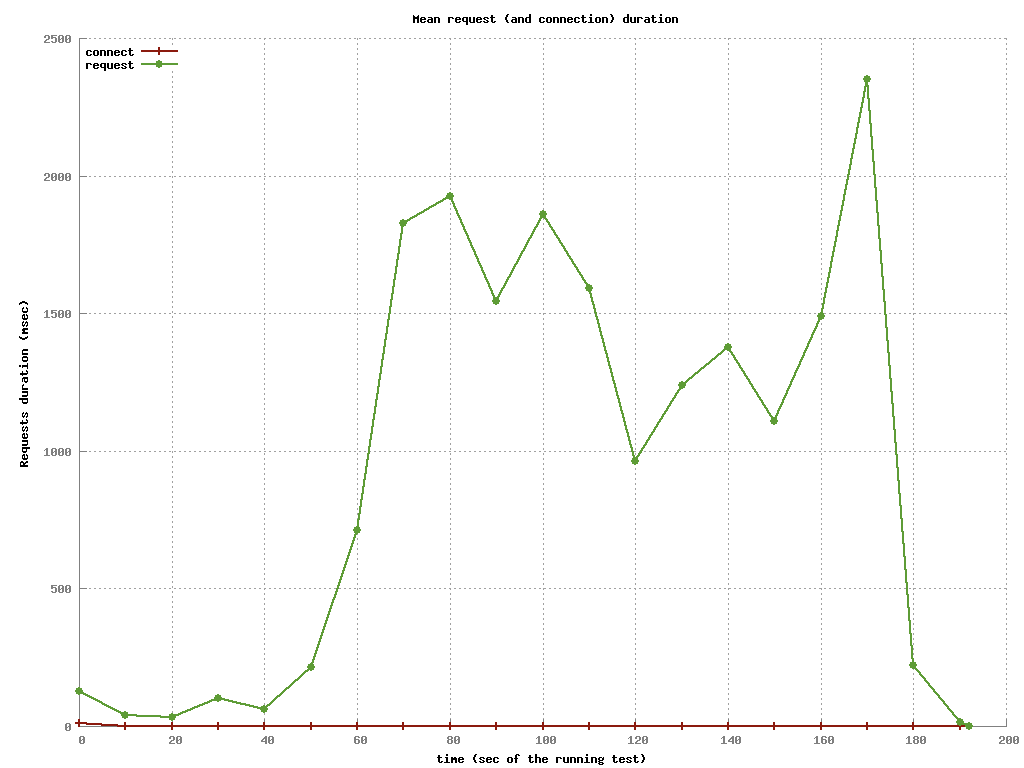 Mean request (and connection) duration
2500
connect
request
2000
1500
1000
500
0
Requests duration (msec)
0 20 40 60 80 100 120 140 160 180 200
time (sec of the running test)